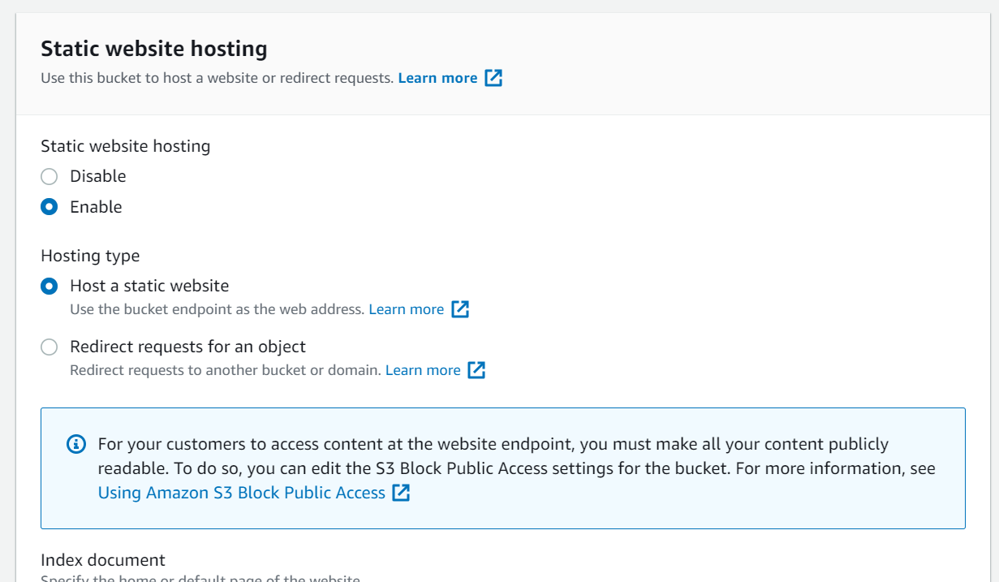 Static website hosting
Use this bucket to host a website or redirect requests. Learn more
Static website hosting
Disable
Enable
Hosting type
Host a static website
Use the bucket endpoint as the web address. Learn more
Redirect requests for an object
Redirect requests to another bucket or domain. Learn more
For your customers to access content at the website endpoint, you must make all your content publicly
readable. To do so, you can edit the S3 Block Public Access settings for the bucket. For more information, see
Using Amazon S3 Block Public Access
Index document
Specify the home or default page of the website.